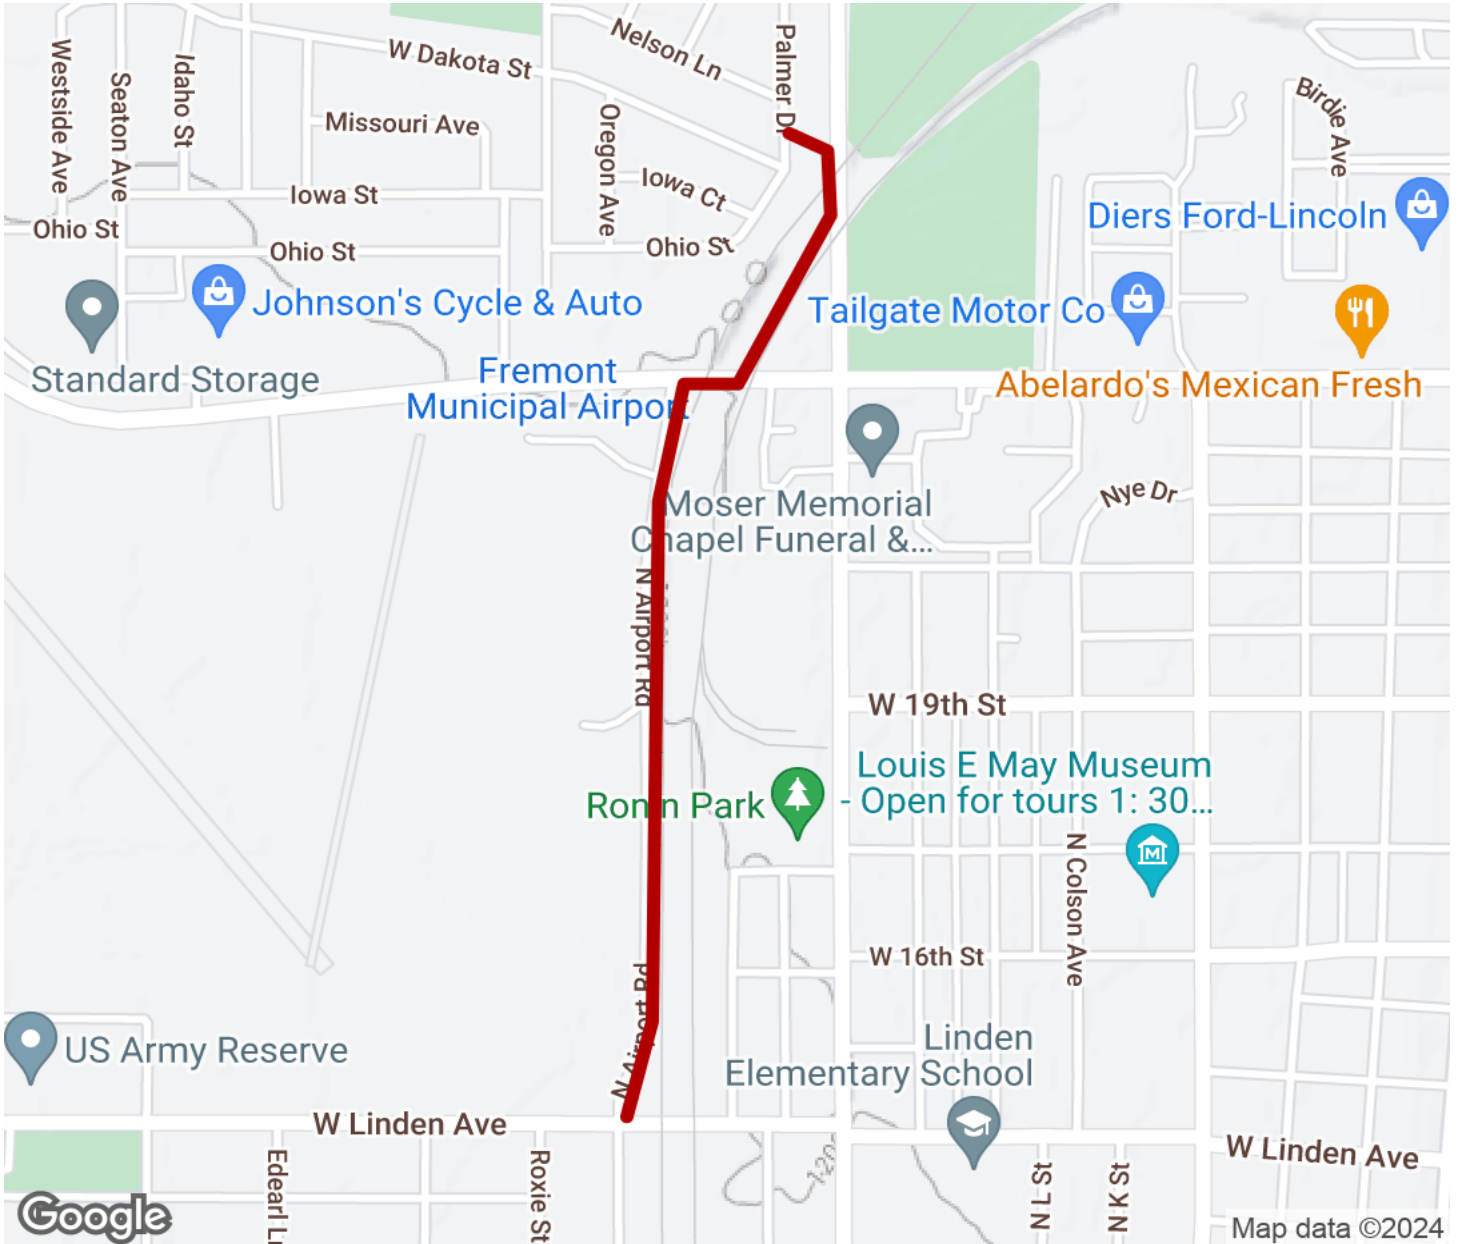 Nelson Ln
Palmer Dr
W Dakota St
Westside Ave
Seaton Ave
Idaho St
Missouri Ave
Oregon Ave
Birdie Ave
Iowa St
Iowa Ct
Ohio St
Ohio St
Ohio St
Diers Ford-Lincoln
Johnson's Cycle & Auto
Tailgate Motor Co
Standard Storage
Fremont
Municipal Airport
Abelardo's Mexican Fresh
Moser Memorial
Chapel Funeral &...
Nye Dr
N Airport Rd
W 19th St
Louis E May Museum
- Open for tours 1: 30...
Ronin Park
N Colson Ave
W 16th St
N Airport Rd
US Army Reserve
Linden
Elementary School
W Linden Ave
W Linden Ave
Edearl L
Roxie St
1,20
N L St
N K St
Google
Map data ©2024